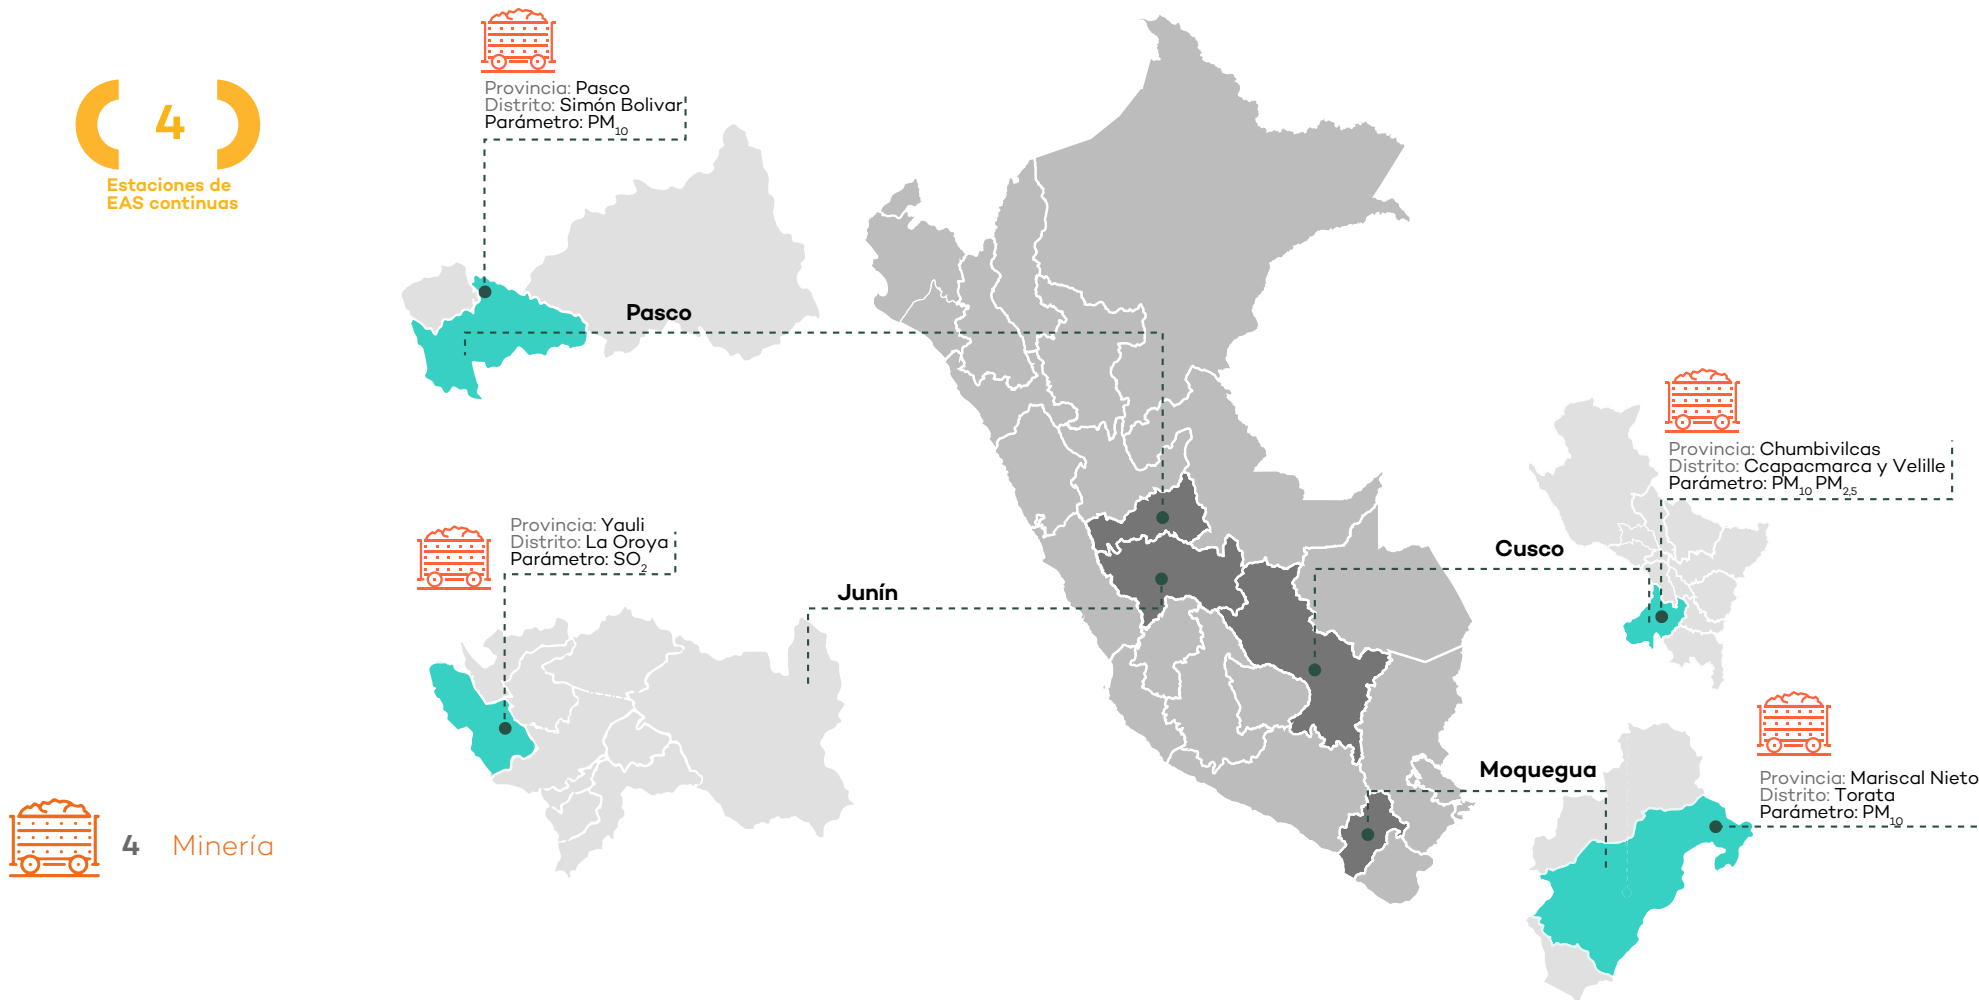 4
Estaciones de
EAS continuas
Provincia: Pasco
Distrito: Simón Bolivar
Parámetro: PM10
Pasco
Provincia: Chumbivilcas
Distrito: Ccapacmarca y Velille
Parámetro: PM10 PM2,5
Cusco
Provincia: Yauli
Distrito: La Oroya
Parámetro: SO2
Junín
Moquegua
Provincia: Mariscal Nieto
Distrito: Torata
Parámetro: PM10
4 Minería